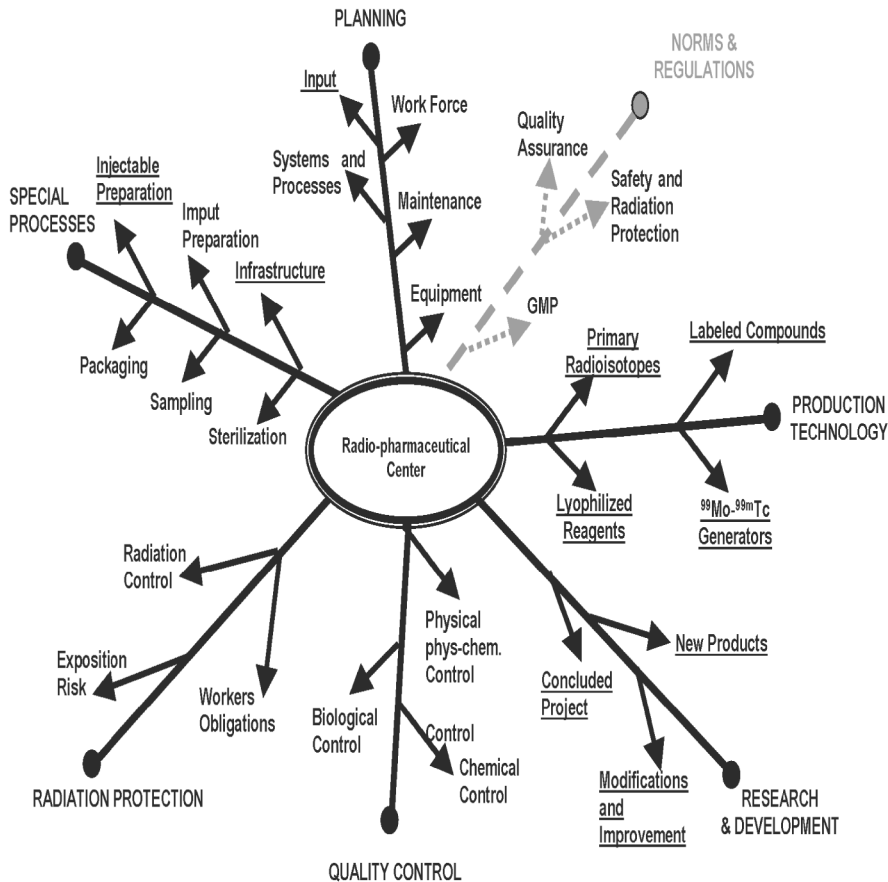 PLANNING
NORMS &
REGULATIONS
Input
Work Force
Quality
Assurance
Systems and
Processes
Safety and
Radiation
Protection
Injectable
Preparation
SPECIAL
PROCESSES
Imput
Preparation
Maintenance
Infrastructure
Equipment
GMP
Primary
Radioisotopes
Labeled Compounds
Packaging
Sampling
Sterilization
Radio-pharmaceutical
Center
PRODUCTION
TECHNOLOGY
Lyophilized
Reagents
⁹⁹Mo-⁹⁹ᵐTc
Generators
Radiation
Control
Physical
phys-chem.
Control
New Products
Exposition
Risk
Workers
Obligations
Biological
Control
Concluded
Project
Control
Chemical
Control
Modifications
and
Improvement
RADIATION PROTECTION
QUALITY CONTROL
RESEARCH
& DEVELOPMENT